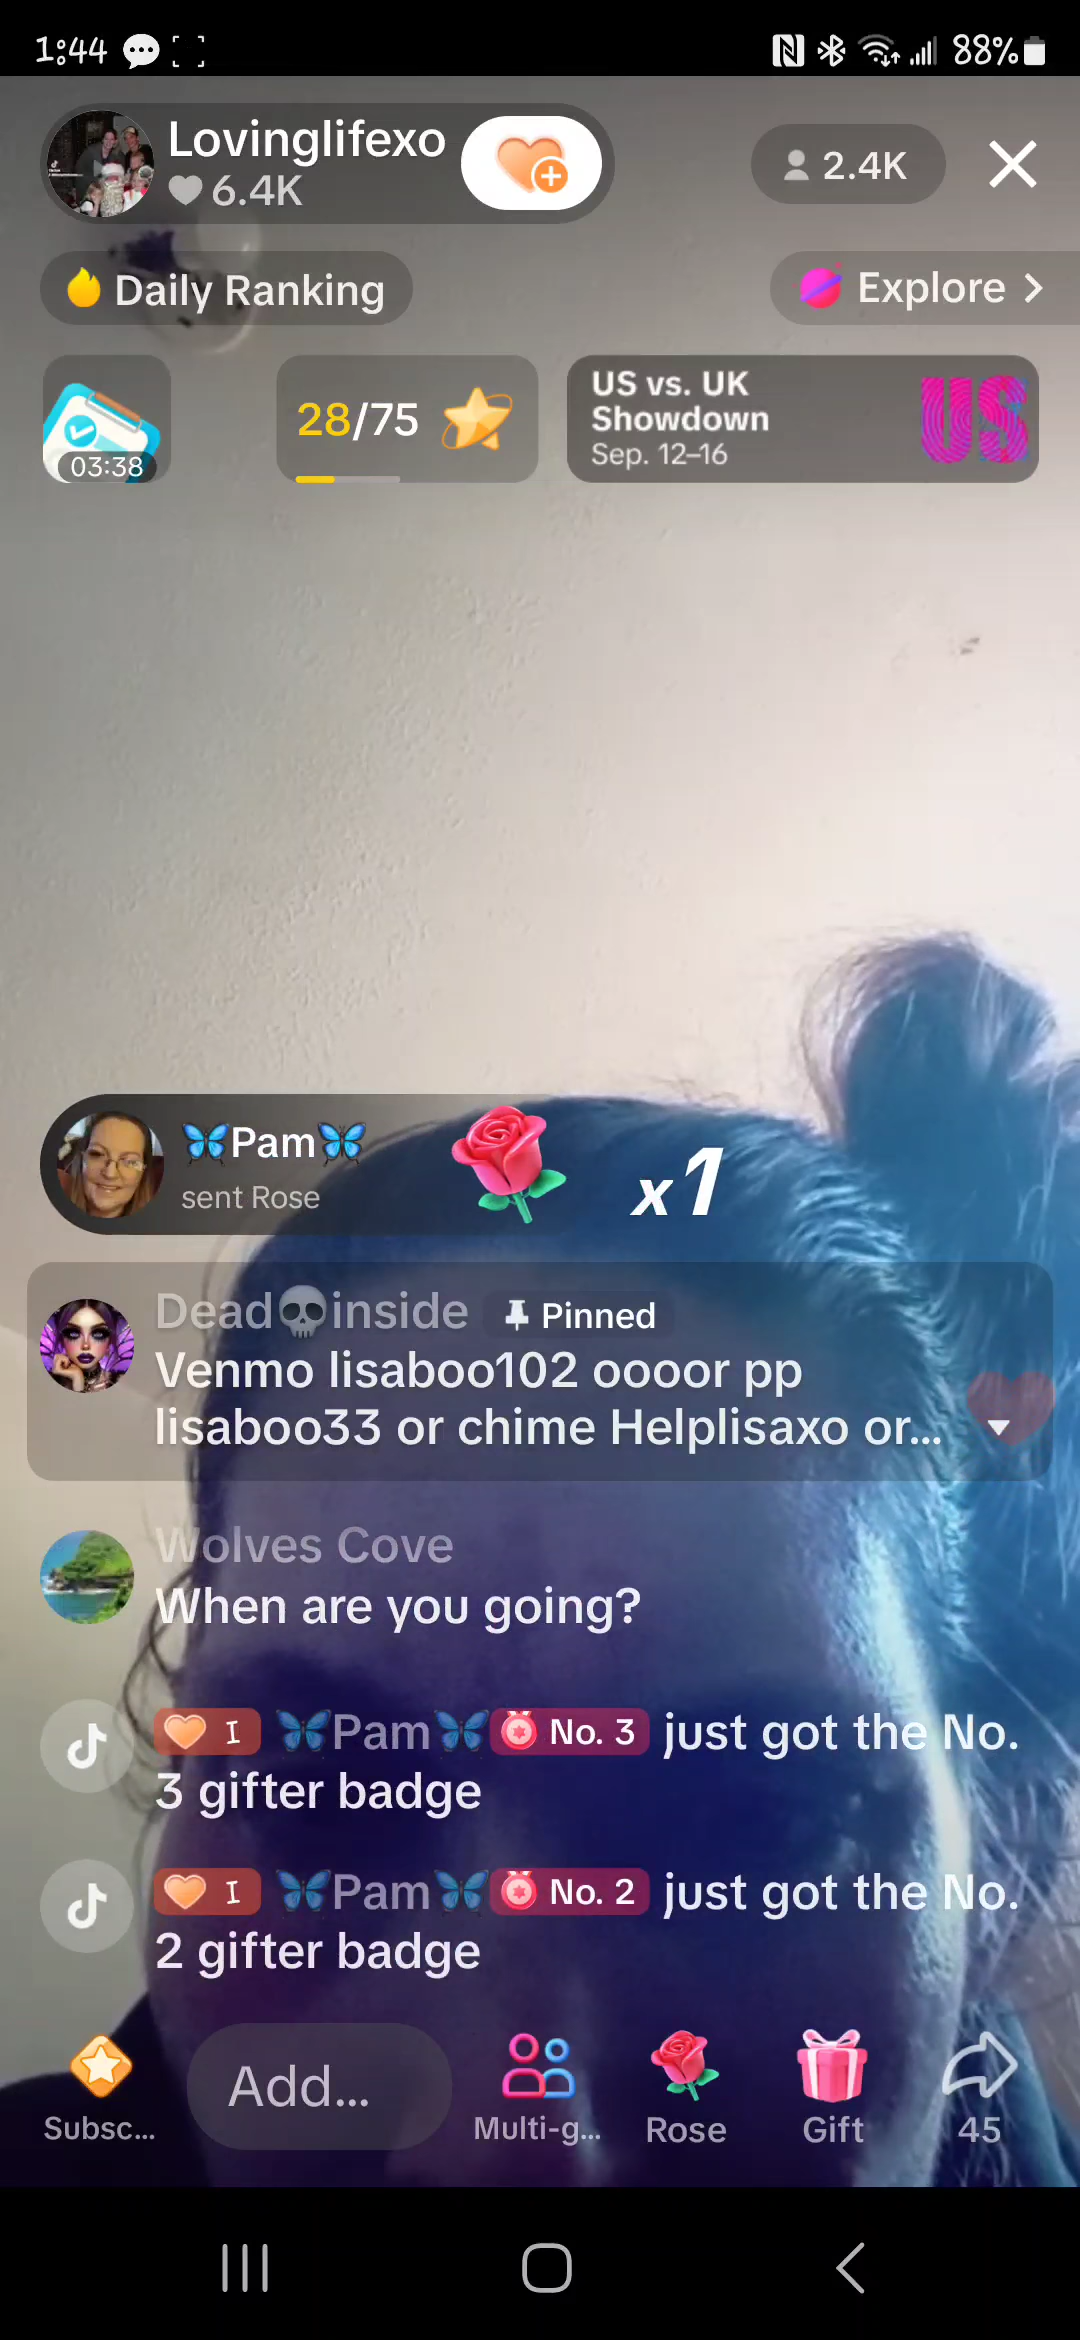 1:44
88%
Lovinglifexo
6.4K
2.4K
Daily Ranking
Explore >
03:38
28/75
US vs. UK
Showdown
Sep. 12–16
US
🦋Pam🦋
sent Rose
x1
Dead💀inside Pinned
Venmo lisaboo102 oooor pp
lisaboo33 or chime Helplisaxo or...
Wolves Cove
When are you going?
I 🦋Pam🦋 No. 3 just got the No.
3 gifter badge
I 🦋Pam🦋 No. 2 just got the No.
2 gifter badge
Add...
Subsc...
Multi-g...
Rose
Gift
45